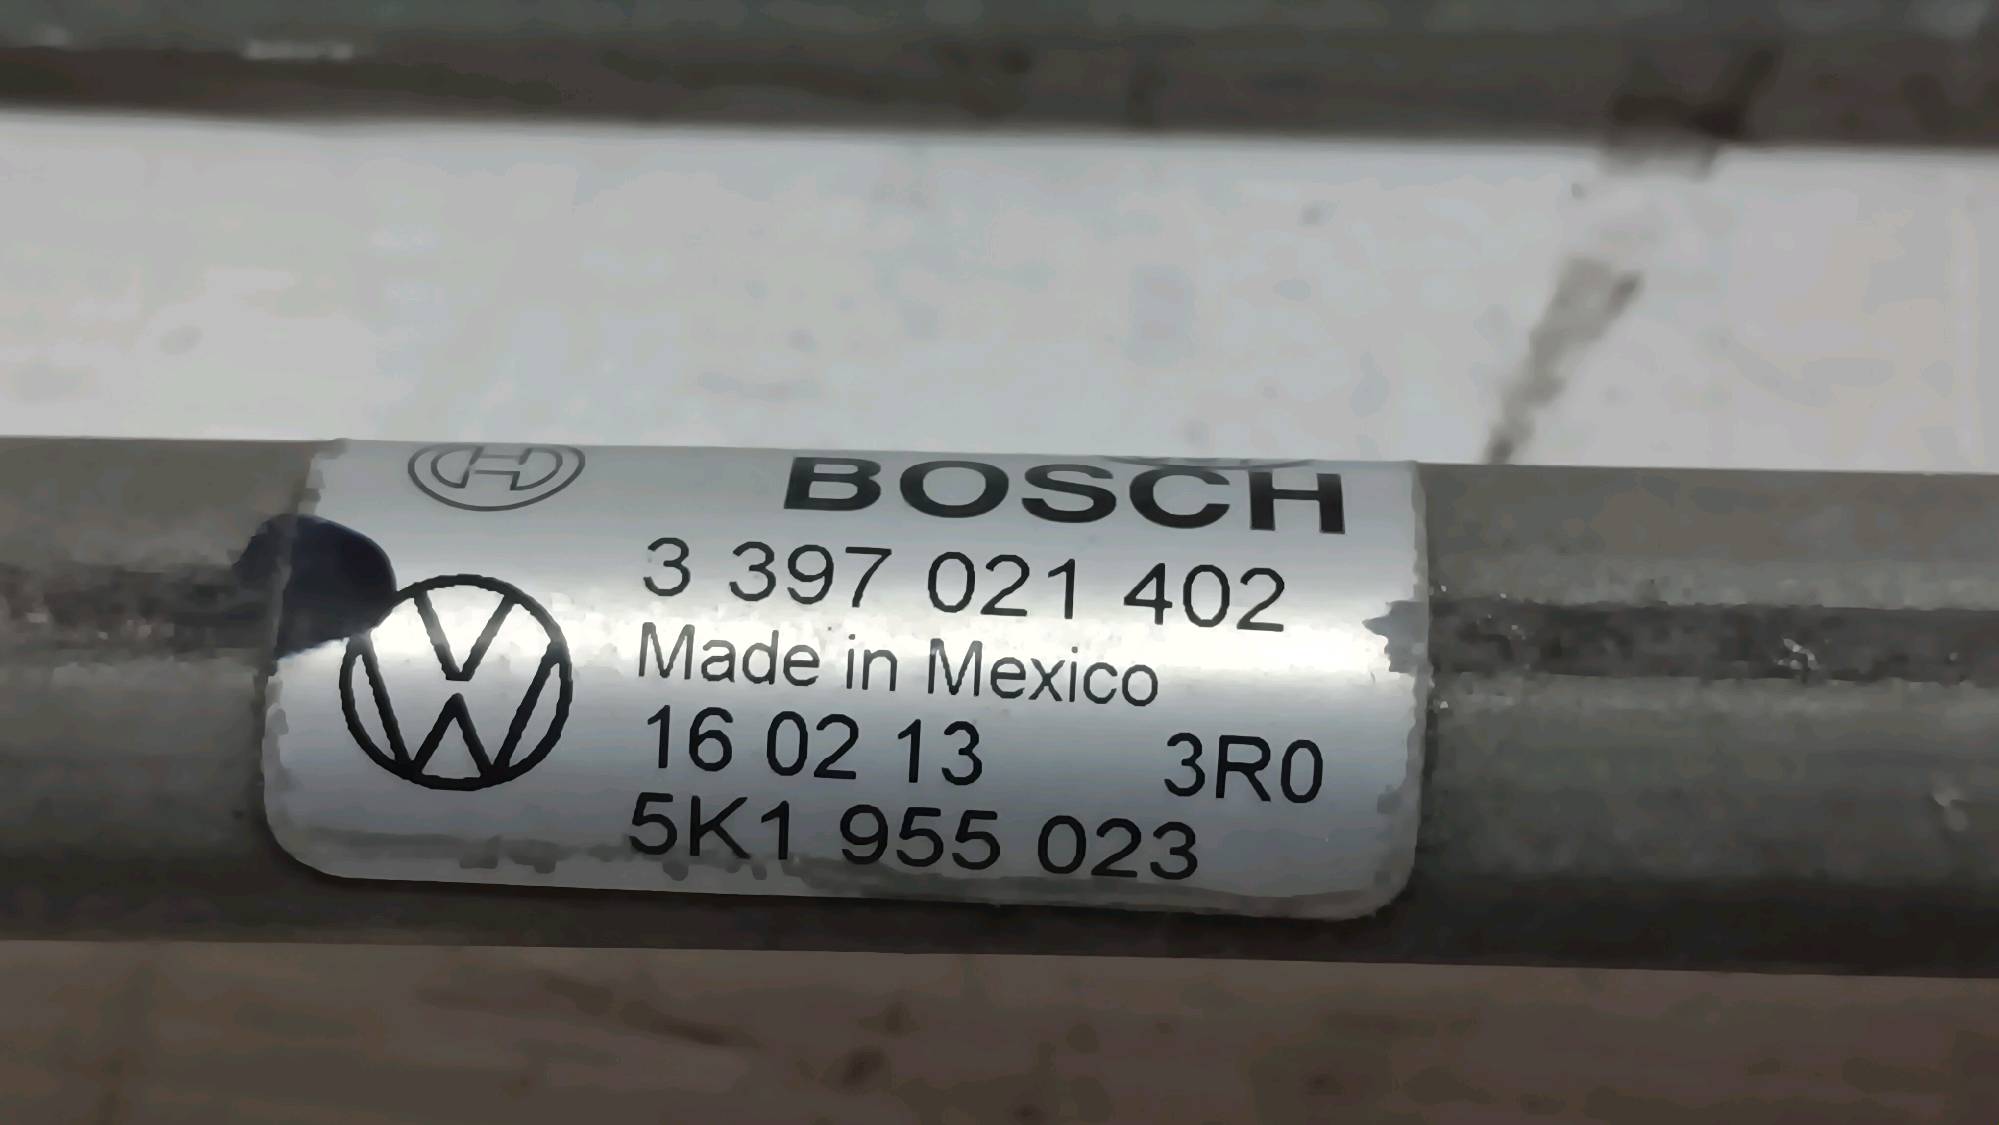 BOSCH
3 397 021 402
Made in Mexico
16 02 13 3R0
5K1 955 023